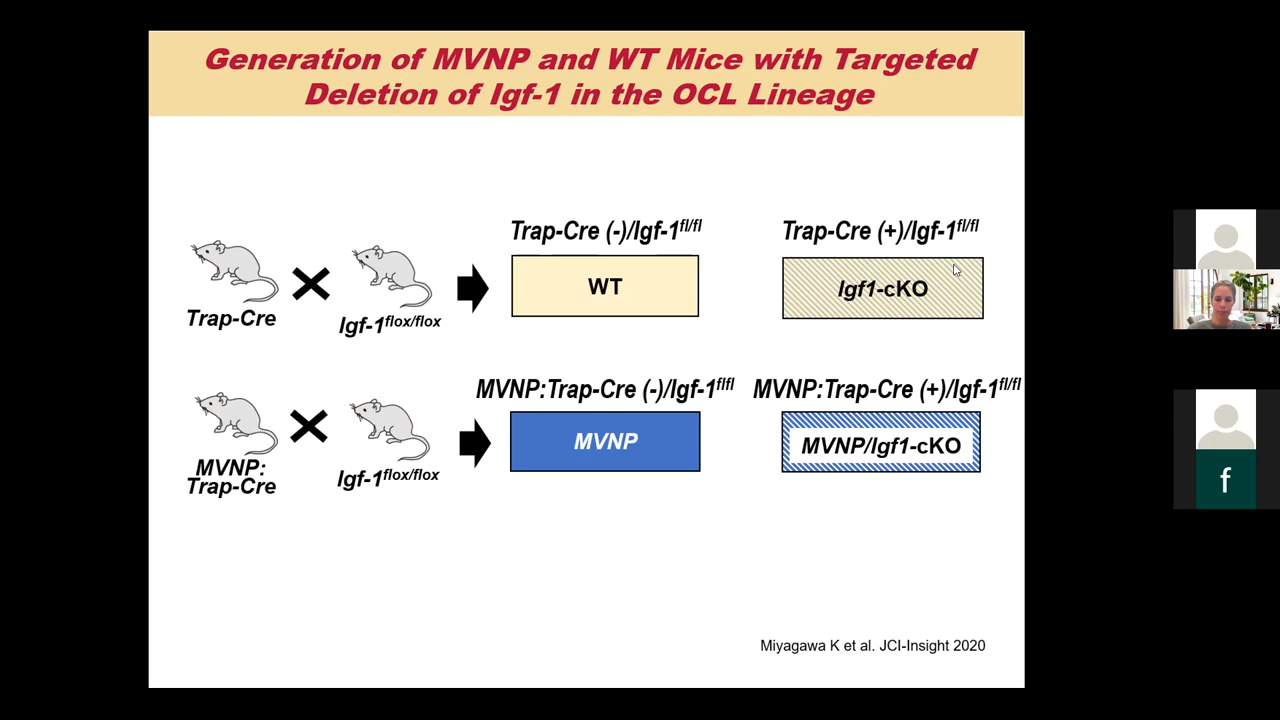 Generation of MVNP and WT Mice with Targeted
Deletion of Igf-1 in the OCL Lineage
Trap-Cre (-)/Igf-1fl/fl
Trap-Cre (+)/Igf-1fl/fl
WT
Igf1-cKO
Trap-Cre
Igf-1flox/flox
MVNP:Trap-Cre (-)/Igf-1flfl
MVNP:Trap-Cre (+)/Igf-1fl/fl
MVNP
MVNP/Igf1-cKO
MVNP:
Trap-Cre
Igf-1flox/flox
f
Miyagawa K et al. JCI-Insight 2020